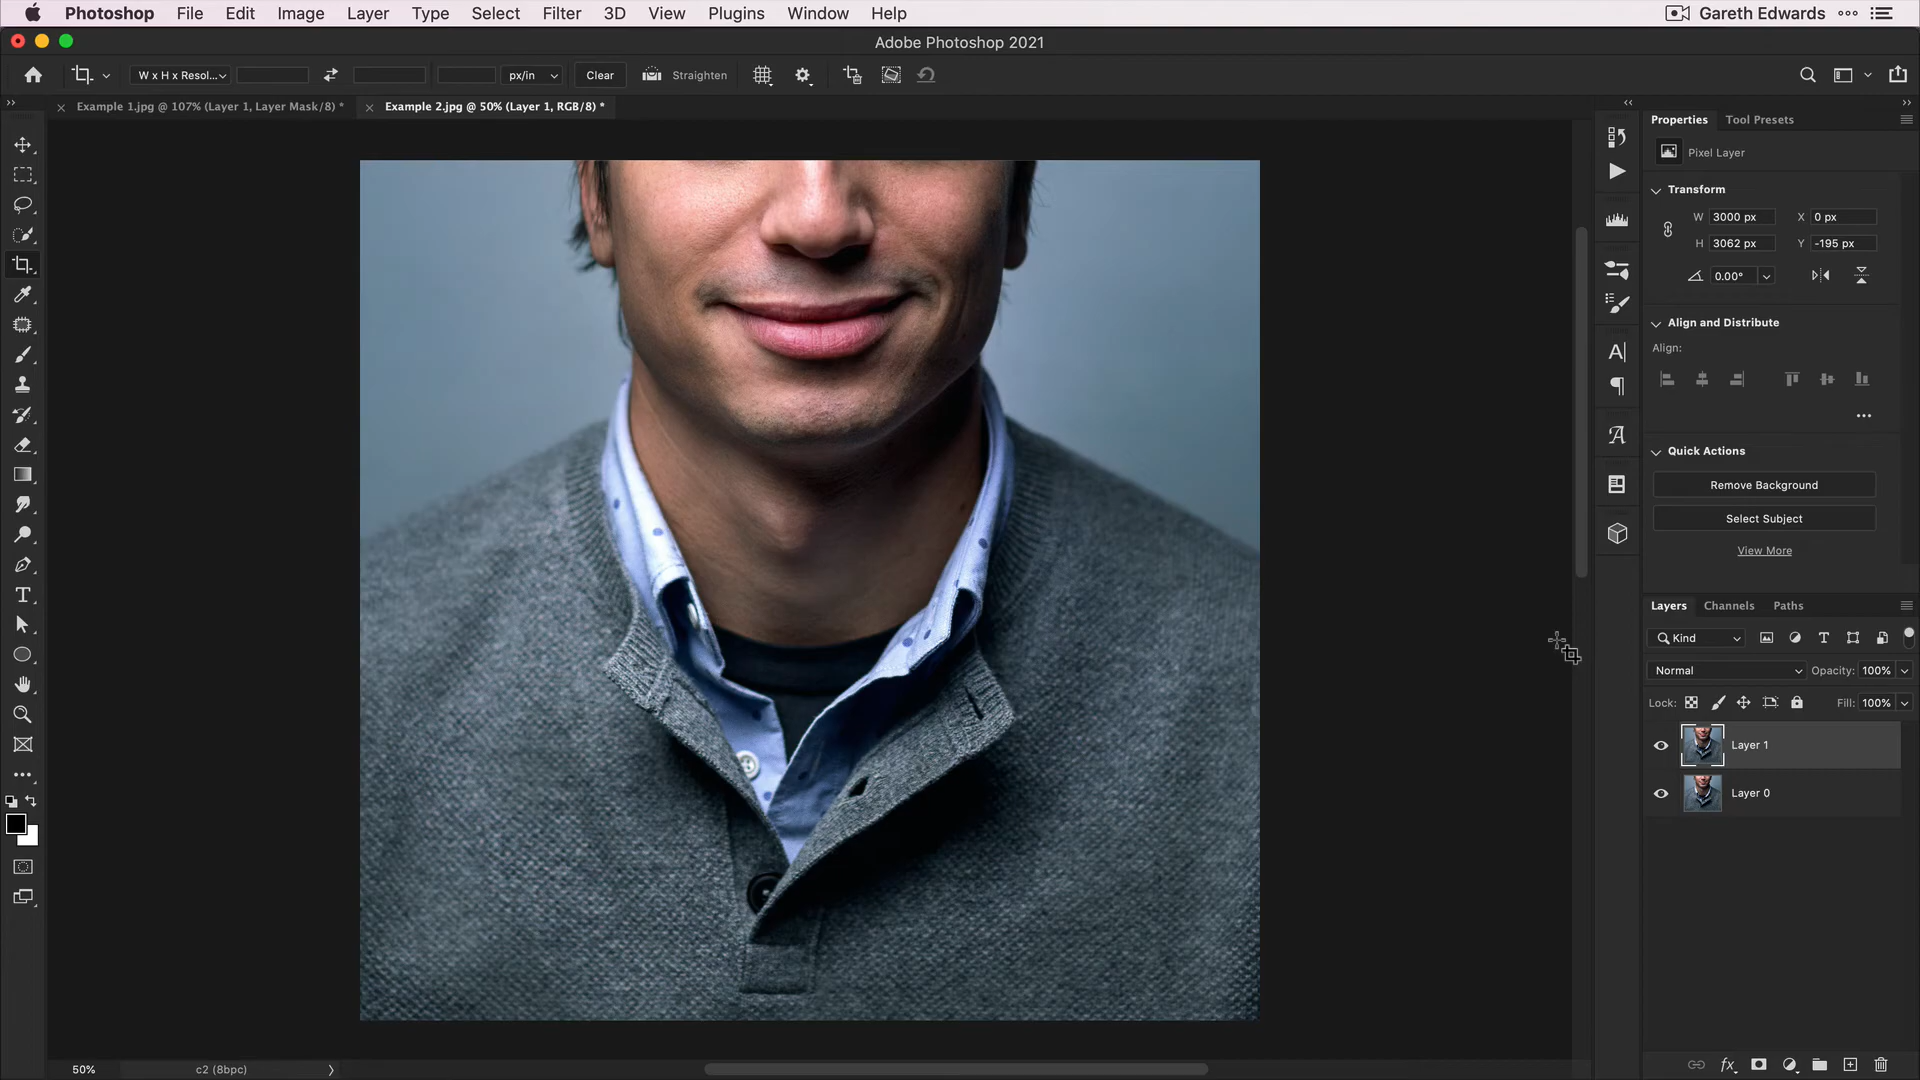 Photoshop File Edit Image Layer Type Select Filter 3D View Plugins Window Help Gareth Edwards
Adobe Photoshop 2021
W x H x Resol... px/in Clear Straighten
Example 1.jpg @ 107% (Layer 1, Layer Mask/8) * Example 2.jpg @ 50% (Layer 1, RGB/8) *
Properties Tool Presets
Pixel Layer
Transform
W 3000 px X 0 px
H 3062 px Y -195 px
0.00°
Align and Distribute
Align:
Quick Actions
Remove Background
Select Subject
View More
Layers Channels Paths
Kind
Normal Opacity: 100%
Lock: Fill: 100%
Layer 1
Layer 0
50% c2 (8bpc)